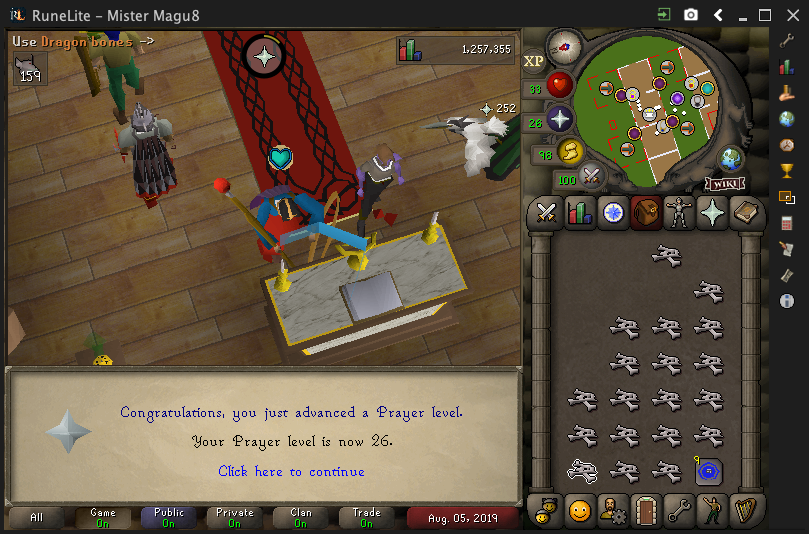 RuneLite - Mister Magu8
Use Dragon bones ->
159
1,257,355
252
XP
33
26
98
100
WIKI
9
Congratulations, you just advanced a Prayer level.
Your Prayer level is now 26.
Click here to continue
All
Game
On
Public
On
Private
On
Clan
On
Trade
On
Aug. 05, 2019